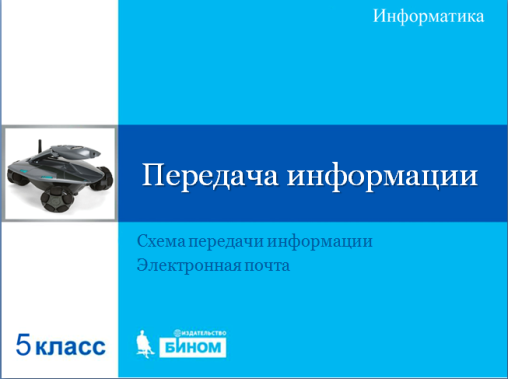 Информатика
Передача информации
Схема передачи информации
Электронная почта
5 класс
ИЗДАТЕЛЬСТВО
БИНОМ